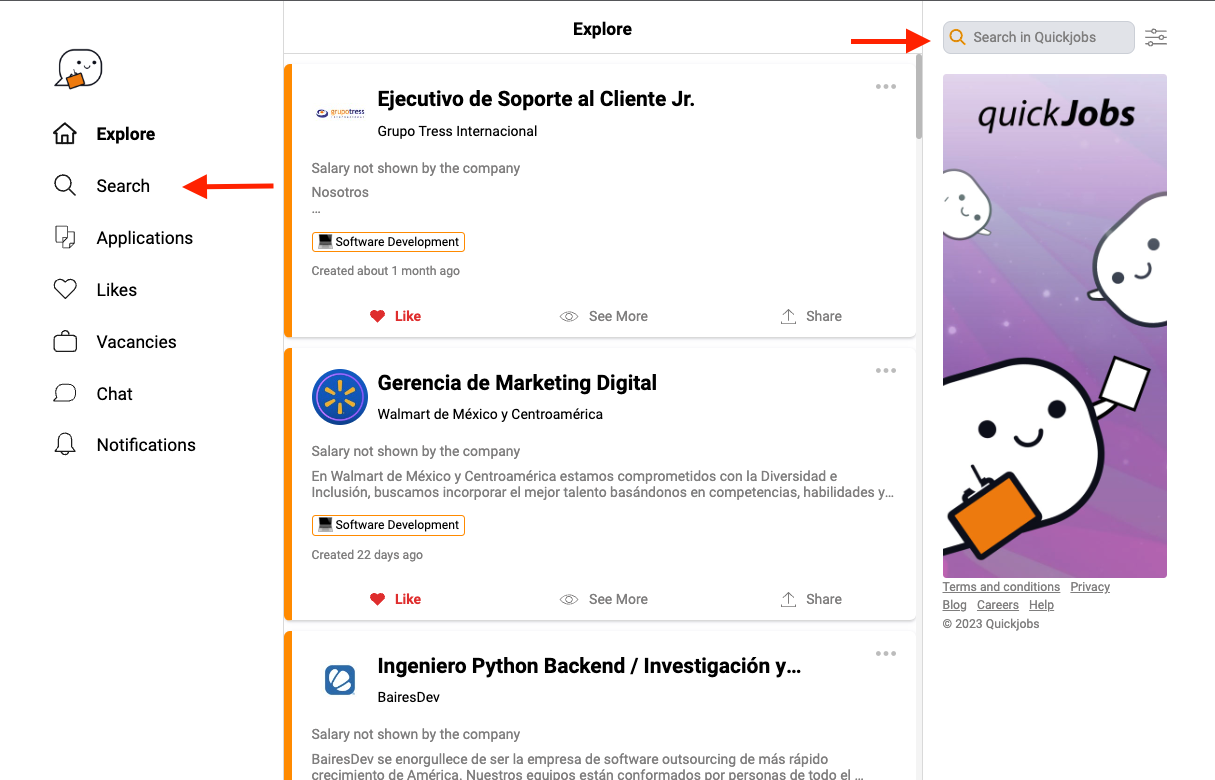 Explore
Search
Applications
Likes
Vacancies
Chat
Notifications
Explore
grupotress
Ejecutivo de Soporte al Cliente Jr.
Grupo Tress Internacional
Salary not shown by the company
Nosotros
...
Software Development
Created about 1 month ago
Like
See More
Share
Gerencia de Marketing Digital
Walmart de México y Centroamérica
Salary not shown by the company
En Walmart de México y Centroamérica estamos comprometidos con la Diversidad e
Inclusión, buscamos incorporar el mejor talento basándonos en competencias, habilidades y...
Software Development
Created 22 days ago
Like
See More
Share
Ingeniero Python Backend / Investigación y...
BairesDev
Salary not shown by the company
BairesDev se enorgullece de ser la empresa de software outsourcing de más rápido
crecimiento de América. Nuestros equipos están conformados por personas de todo el ...
Search in Quickjobs
quickJobs
Terms and conditions Privacy
Blog Careers Help
© 2023 Quickjobs